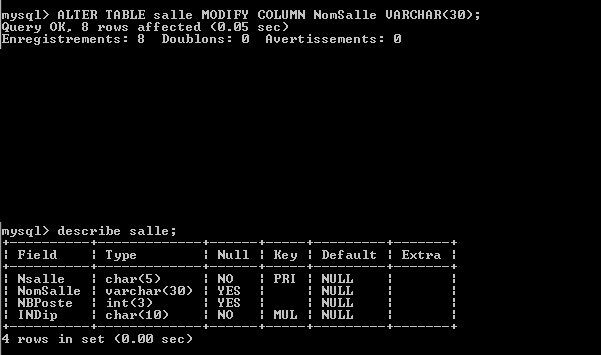 mysql> ALTER TABLE salle MODIFY COLUMN NomSalle VARCHAR(30);
Query OK, 8 rows affected (0.05 sec)
Enregistrements: 8  Doublons: 0  Avertissements: 0
mysql> describe salle;
+----------+-------------+------+-----+---------+-------+
| Field    | Type        | Null | Key | Default | Extra |
+----------+-------------+------+-----+---------+-------+
| Nsalle   | char(5)     | NO   | PRI | NULL    |       |
| NomSalle | varchar(30) | YES  |     | NULL    |       |
| NBPoste  | int(3)      | YES  |     | NULL    |       |
| INDip    | char(10)    | NO   | MUL | NULL    |       |
+----------+-------------+------+-----+---------+-------+
4 rows in set (0.00 sec)